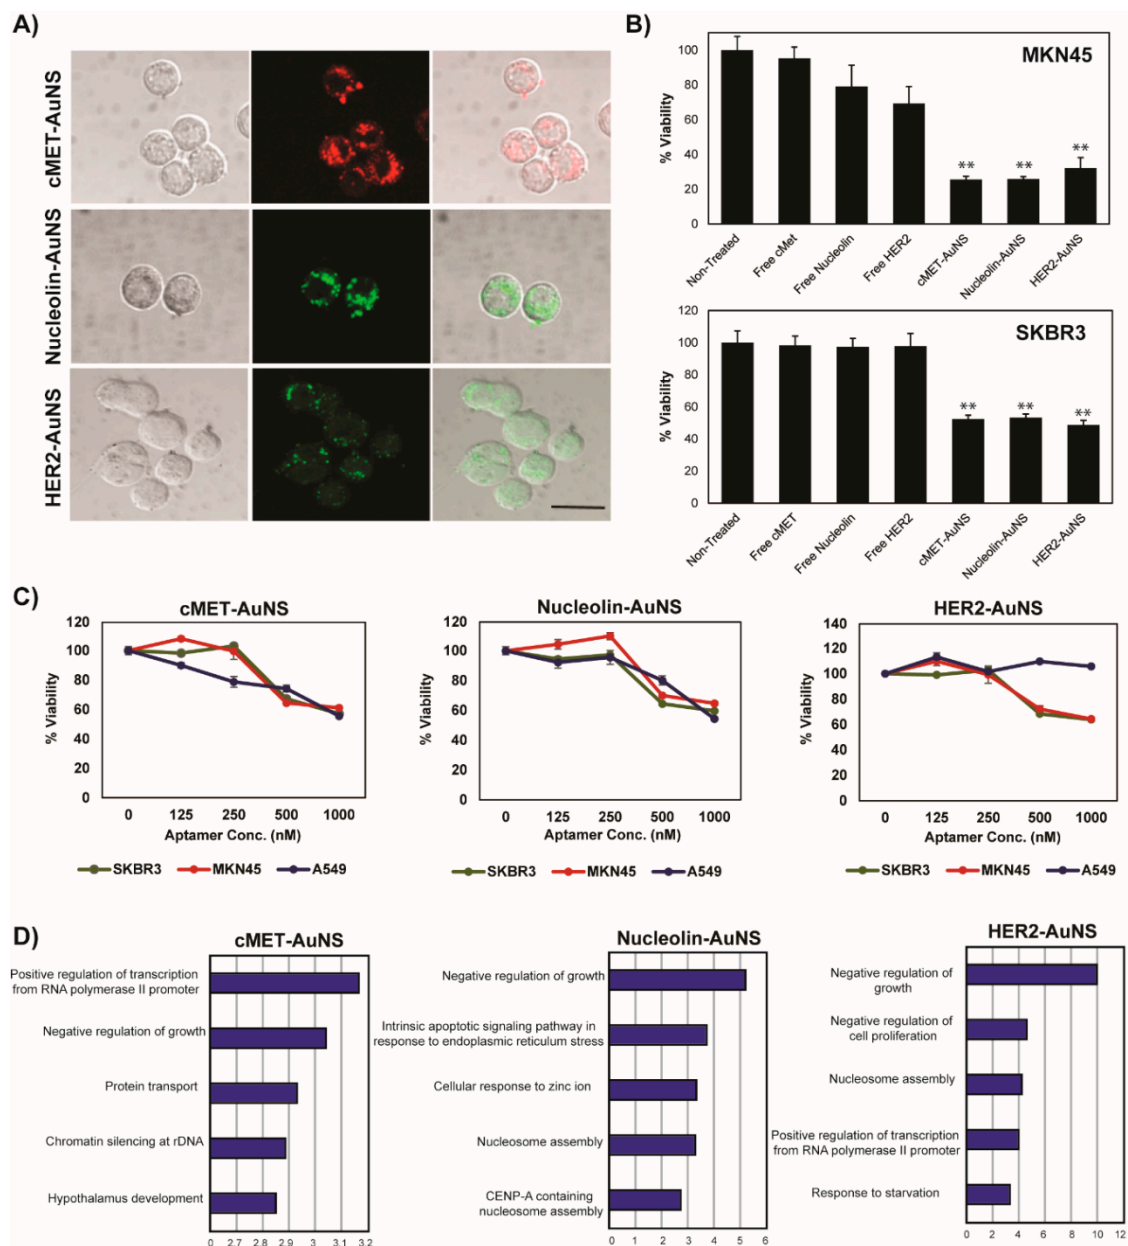 A)
cMET-AuNS
Nucleolin-AuNS
HER2-AuNS
B)
MKN45
% Viability
100
80
60
40
20
0
** ** **
Non-Treated
Free cMet
Free Nucleolin
Free HER2
cMET-AuNS
Nucleolin-AuNS
HER2-AuNS
SKBR3
% Viability
120
100
80
60
40
20
0
** ** **
Non-Treated
Free cMET
Free Nucleolin
Free HER2
cMET-AuNS
Nucleolin-AuNS
HER2-AuNS
C)
cMET-AuNS
% Viability
120
100
80
60
40
20
0
0 125 250 500 1000
Aptamer Conc. (nM)
SKBR3 MKN45 A549
Nucleolin-AuNS
% Viability
120
100
80
60
40
20
0
0 125 250 500 1000
Aptamer Conc. (nM)
SKBR3 MKN45 A549
HER2-AuNS
% Viability
140
120
100
80
60
40
20
0
0 125 250 500 1000
Aptamer Conc. (nM)
SKBR3 MKN45 A549
D)
cMET-AuNS
Positive regulation of transcription
from RNA polymerase II promoter
Negative regulation of growth
Protein transport
Chromatin silencing at rDNA
Hypothalamus development
0 2.7 2.8 2.9 3 3.1 3.2
Nucleolin-AuNS
Negative regulation of growth
Intrinsic apoptotic signaling pathway in
response to endoplasmic reticulum stress
Cellular response to zinc ion
Nucleosome assembly
CENP-A containing
nucleosome assembly
0 1 2 3 4 5 6
HER2-AuNS
Negative regulation of
growth
Negative regulation of
cell proliferation
Nucleosome assembly
Positive regulation of transcription
from RNA polymerase II promoter
Response to starvation
0 2 4 6 8 10 12